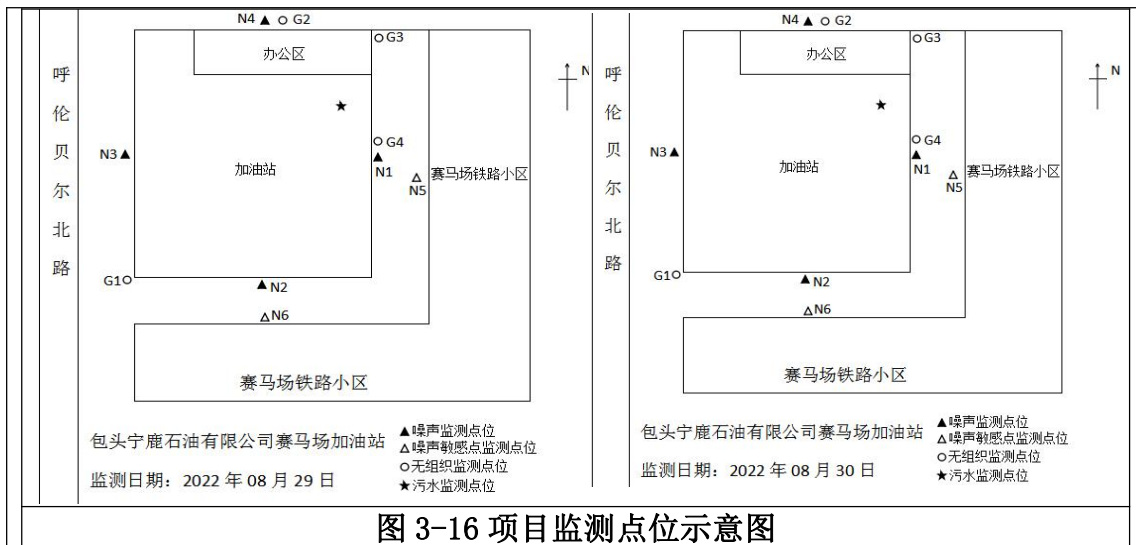 N4▲ ○ G2
○G3
办公区
呼伦贝尔北路
N
★
○ G4
N3▲
加油站
▲
N1
△
N5
赛马场铁路小区
G1○
▲N2
△N6
赛马场铁路小区
包头宁鹿石油有限公司赛马场加油站
监测日期：2022 年 08 月 29 日
▲噪声监测点位
△噪声敏感点监测点位
○无组织监测点位
★污水监测点位
N4▲ ○ G2
○G3
办公区
呼伦贝尔北路
N
★
○ G4
N3▲
加油站
▲
N1
△
N5
赛马场铁路小区
G1○
▲N2
△N6
赛马场铁路小区
包头宁鹿石油有限公司赛马场加油站
监测日期：2022 年 08 月 30 日
▲噪声监测点位
△噪声敏感点监测点位
○无组织监测点位
★污水监测点位
图 3-16 项目监测点位示意图